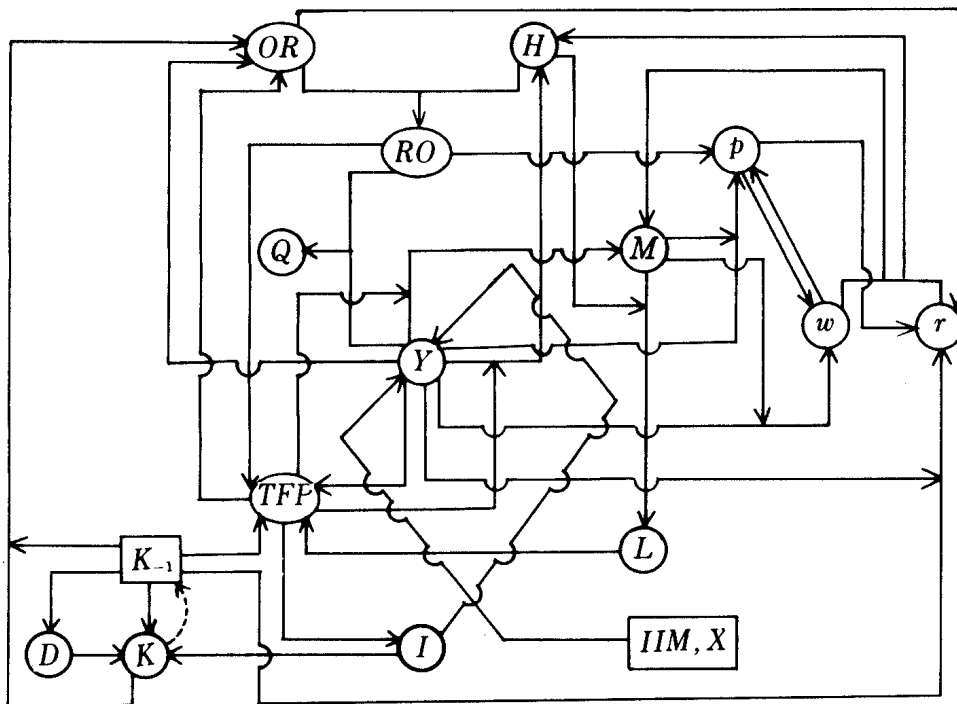 OR H
RO p
Q M
w r
Y
TFP
K₋₁ L
D K I IIM, X